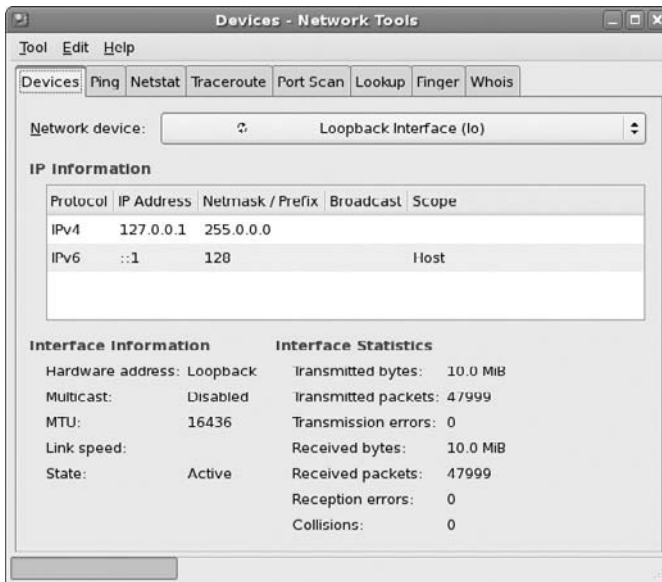 Devices - Network Tools
Tool Edit Help
Devices Ping Netstat Traceroute Port Scan Lookup Finger Whois
Network device: Loopback Interface (lo)
IP Information
Protocol IP Address Netmask / Prefix Broadcast Scope
IPv4 127.0.0.1 255.0.0.0
IPv6 ::1 128 Host
Interface Information Interface Statistics
Hardware address: Loopback Transmitted bytes: 10.0 MiB
Multicast: Disabled Transmitted packets: 47999
MTU: 16436 Transmission errors: 0
Link speed: Received bytes: 10.0 MiB
State: Active Received packets: 47999
Reception errors: 0
Collisions: 0